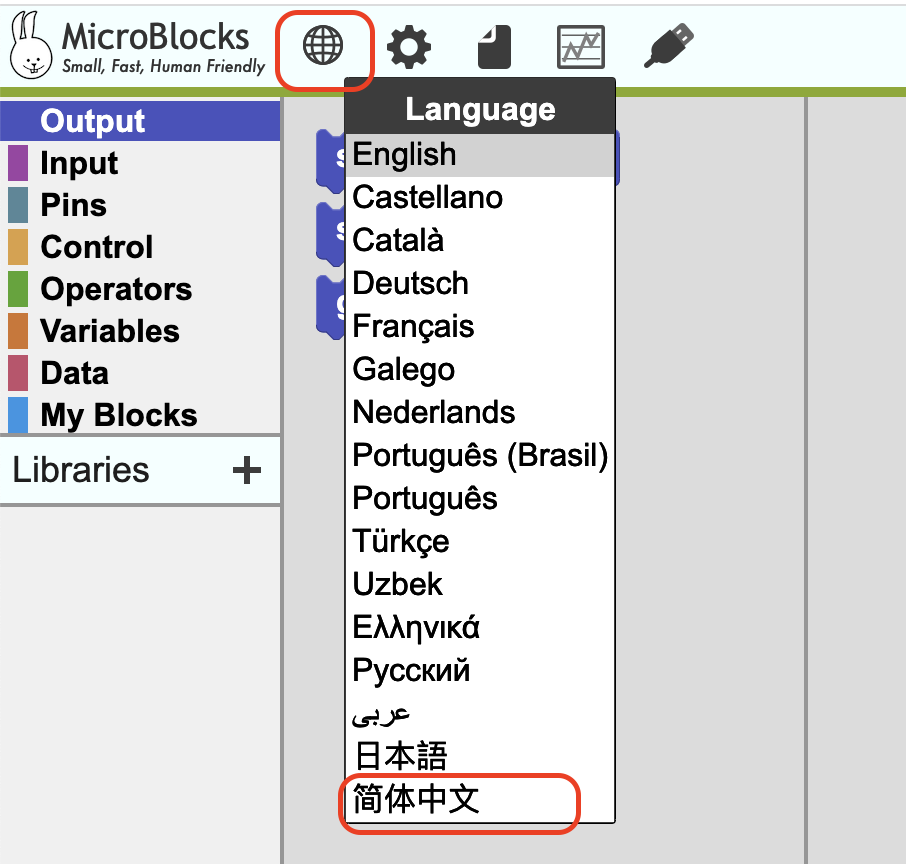 MicroBlocks
Small, Fast, Human Friendly
Language
Output
Input
Pins
Control
Operators
Variables
Data
My Blocks
Libraries +
English
Castellano
Català
Deutsch
Français
Galego
Nederlands
Português (Brasil)
Português
Türkçe
Uzbek
Ελληνικά
Русский
عربى
日本語
简体中文